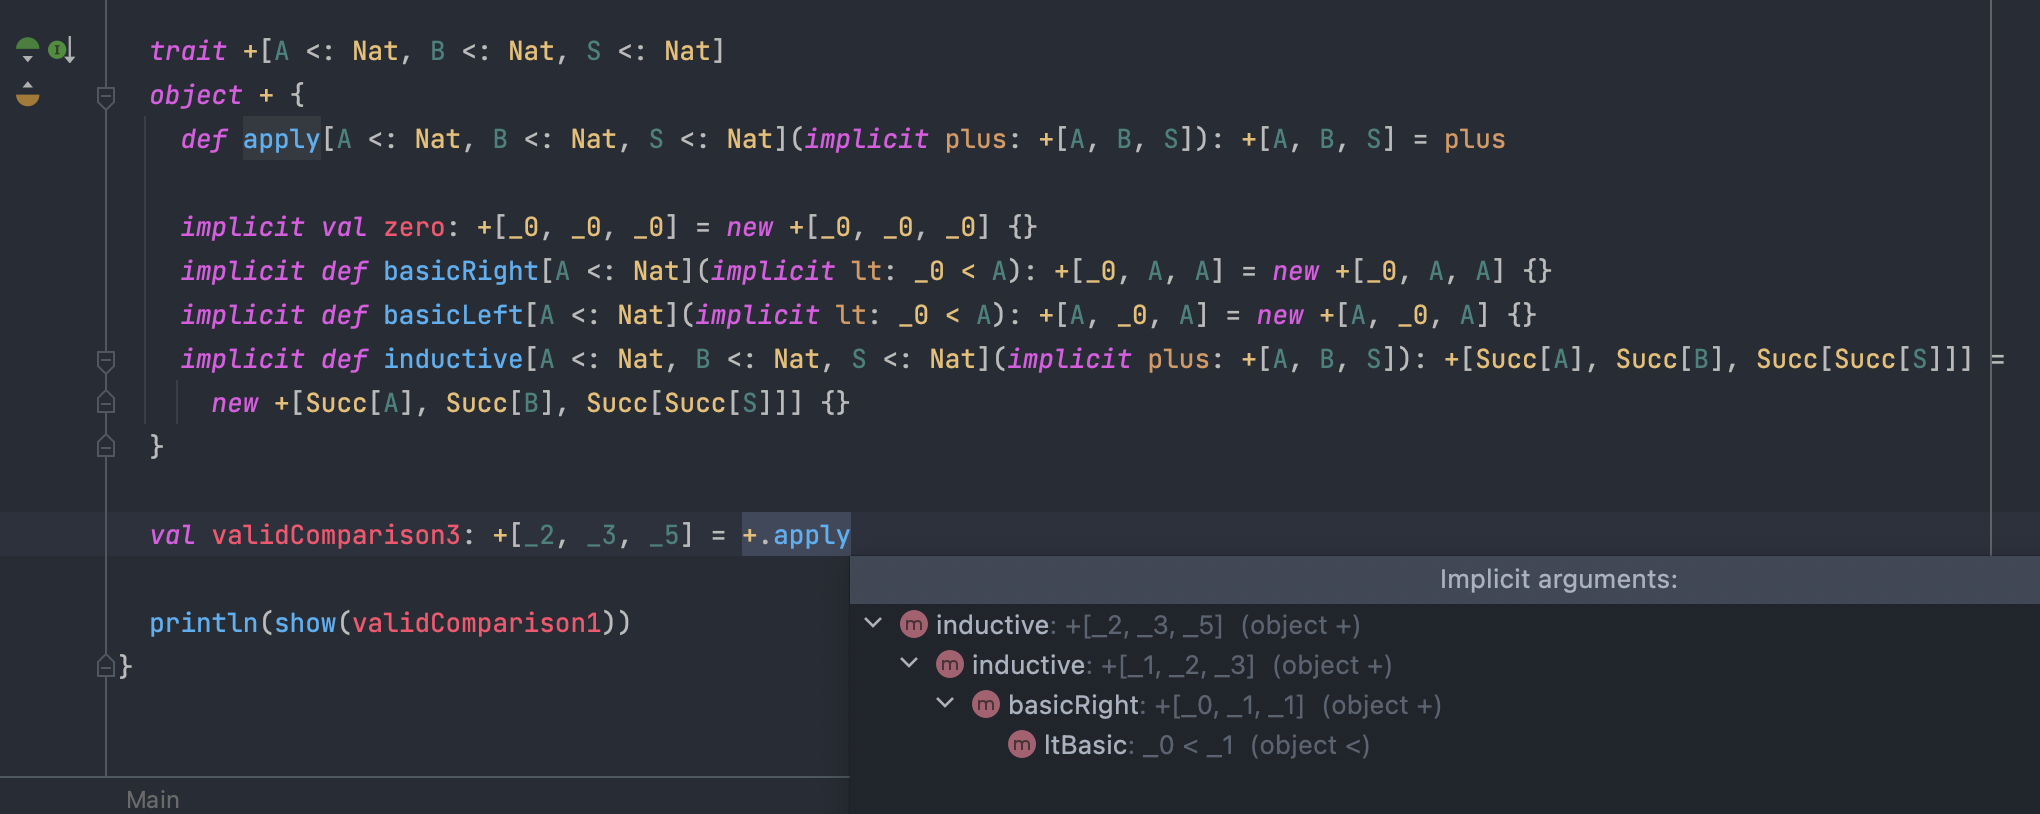 trait +[A <: Nat, B <: Nat, S <: Nat]
object + {
def apply[A <: Nat, B <: Nat, S <: Nat](implicit plus: +[A, B, S]): +[A, B, S] = plus
implicit val zero: +[_0, _0, _0] = new +[_0, _0, _0] {}
implicit def basicRight[A <: Nat](implicit lt: _0 < A): +[_0, A, A] = new +[_0, A, A] {}
implicit def basicLeft[A <: Nat](implicit lt: _0 < A): +[A, _0, A] = new +[A, _0, A] {}
implicit def inductive[A <: Nat, B <: Nat, S <: Nat](implicit plus: +[A, B, S]): +[Succ[A], Succ[B], Succ[Succ[S]]] =
new +[Succ[A], Succ[B], Succ[Succ[S]]] {}
}
val validComparison3: +[_2, _3, _5] = +.apply
Implicit arguments:
inductive: +[_2, _3, _5] (object +)
inductive: +[_1, _2, _3] (object +)
basicRight: +[_0, _1, _1] (object +)
ltBasic: _0 < _1 (object <)
println(show(validComparison1))
}
Main